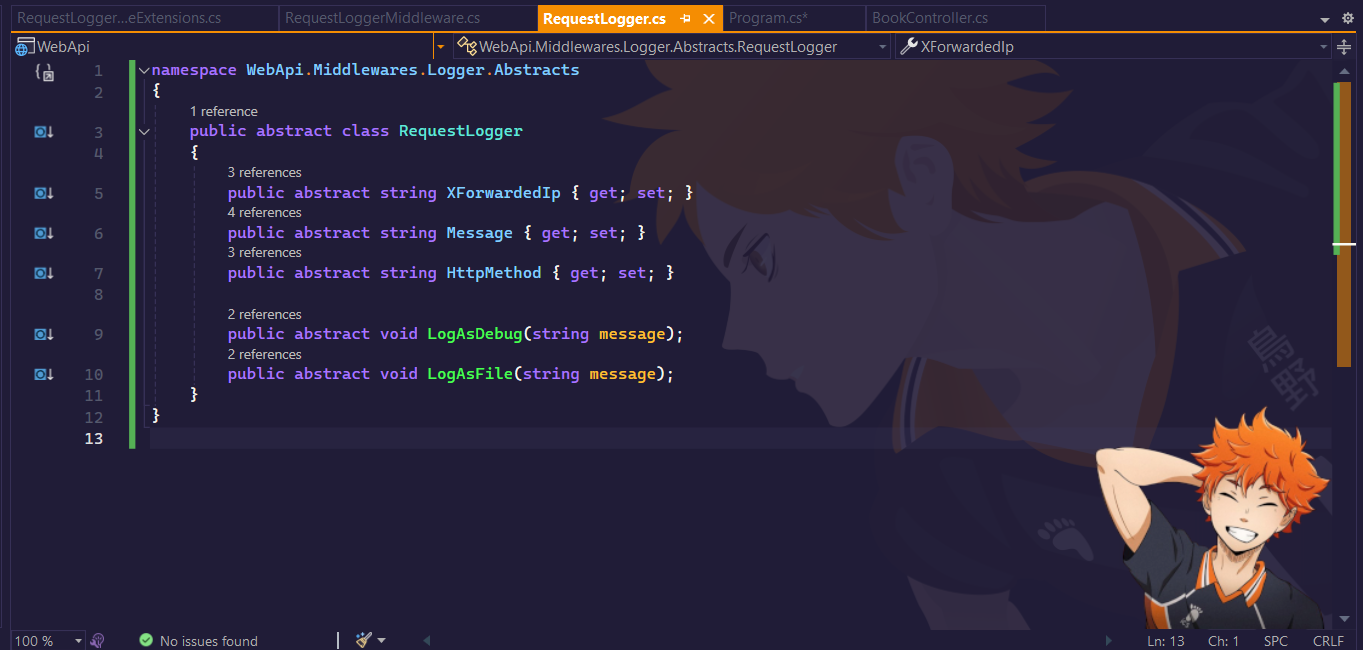 RequestLogger...eExtensions.cs RequestLoggerMiddleware.cs RequestLogger.cs Program.cs* BookController.cs
WebApi WebApi.Middlewares.Logger.Abstracts.RequestLogger XForwardedIp
1 namespace WebApi.Middlewares.Logger.Abstracts
2 {
1 reference
3 public abstract class RequestLogger
4 {
3 references
5 public abstract string XForwardedIp { get; set; }
4 references
6 public abstract string Message { get; set; }
3 references
7 public abstract string HttpMethod { get; set; }
8
2 references
9 public abstract void LogAsDebug(string message);
2 references
10 public abstract void LogAsFile(string message);
11 }
12 }
13
烏野
100 % No issues found Ln: 13 Ch: 1 SPC CRLF